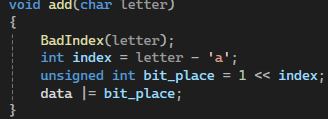 void add(char letter)
{
BadIndex(letter);
int index = letter - 'a';
unsigned int bit_place = 1 << index;
data |= bit_place;
}